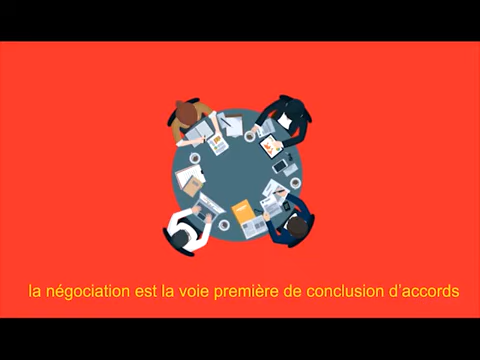 la négociation est la voie première de conclusion d'accords